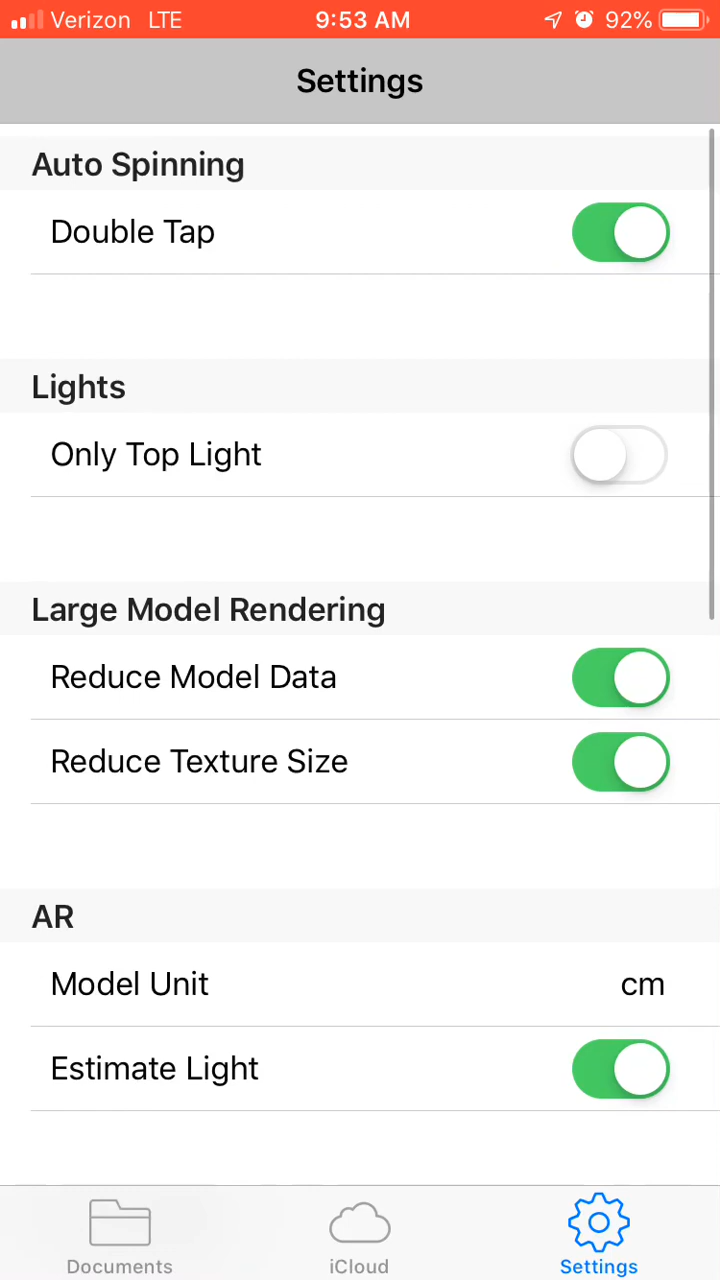 Verizon LTE 9:53 AM 92%
Settings
Auto Spinning
Double Tap
Lights
Only Top Light
Large Model Rendering
Reduce Model Data
Reduce Texture Size
AR
Model Unit cm
Estimate Light
Documents iCloud Settings